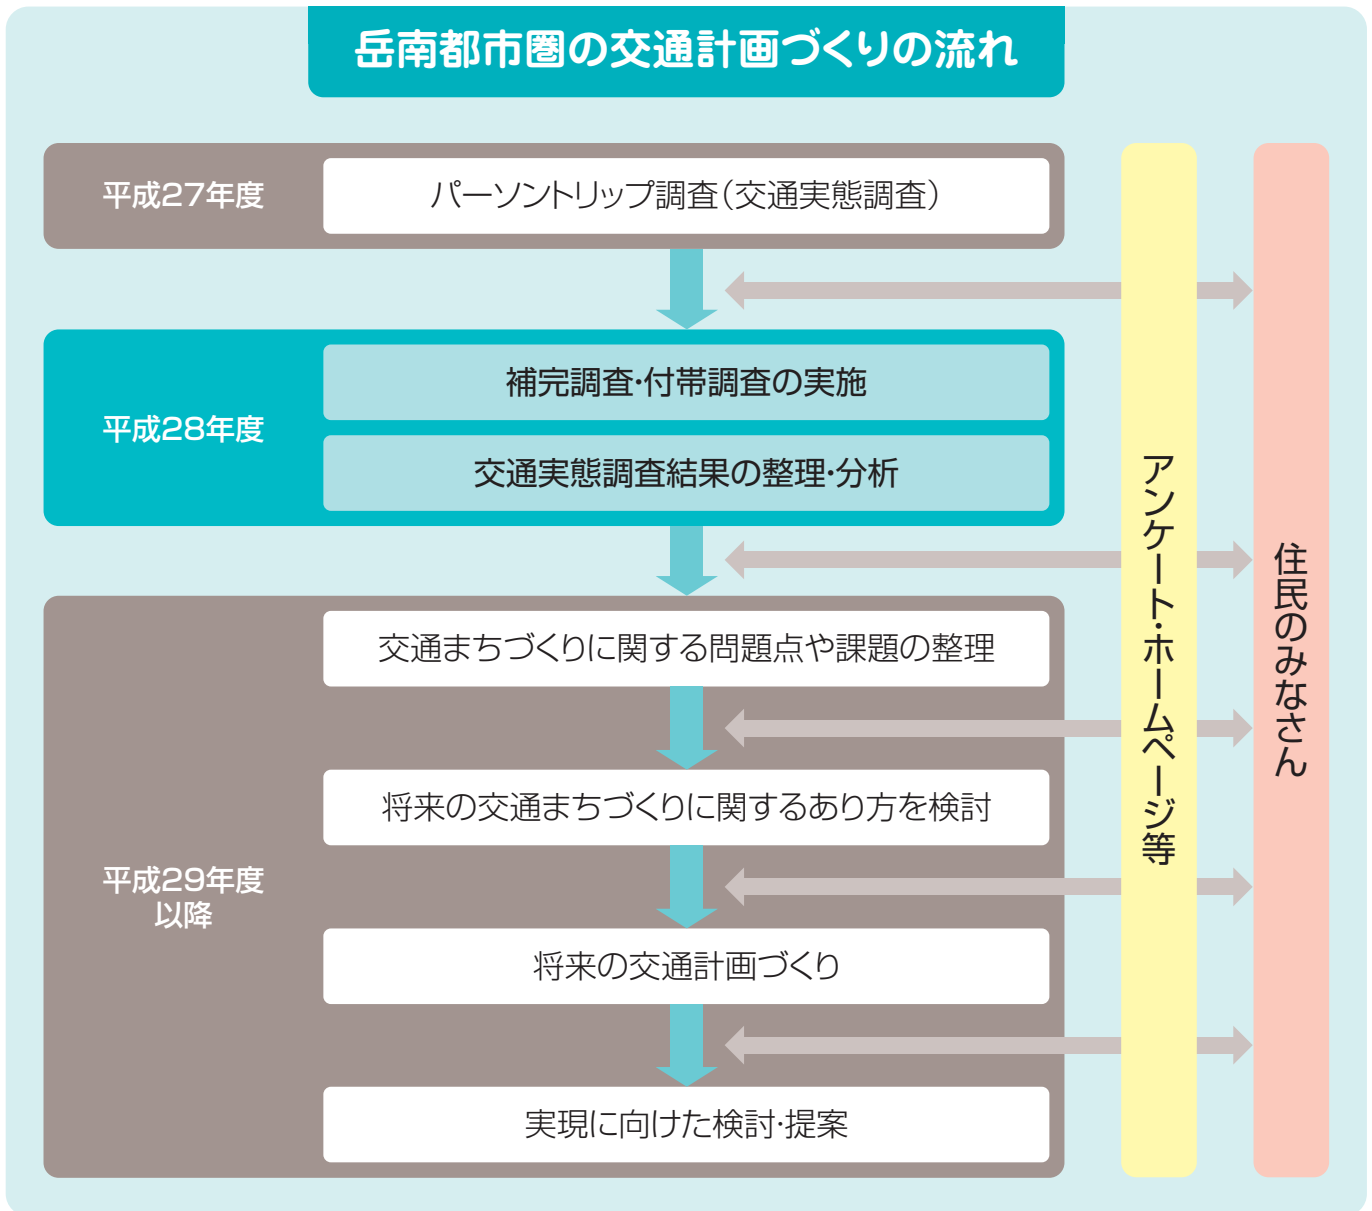 岳南都市圏の交通計画づくりの流れ
平成27年度
パーソントリップ調査(交通実態調査)
平成28年度
補完調査・付帯調査の実施
交通実態調査結果の整理・分析
平成29年度
以降
交通まちづくりに関する問題点や課題の整理
将来の交通まちづくりに関するあり方を検討
将来の交通計画づくり
実現に向けた検討・提案
アンケート・ホームページ等
住民のみなさん